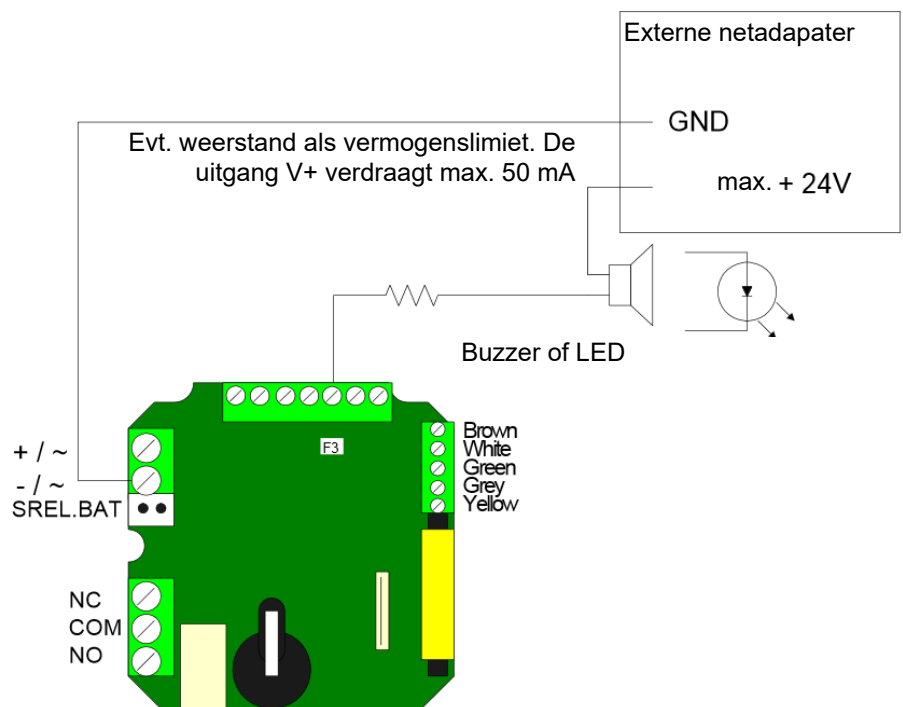 Externe netadapater
GND
Evt. weerstand als vermogenslimiet. De
uitgang V+ verdraagt max. 50 mA
max. + 24V
Buzzer of LED
F3
+ / ~
- / ~
SREL.BAT
Brown
White
Green
Grey
Yellow
NC
COM
NO